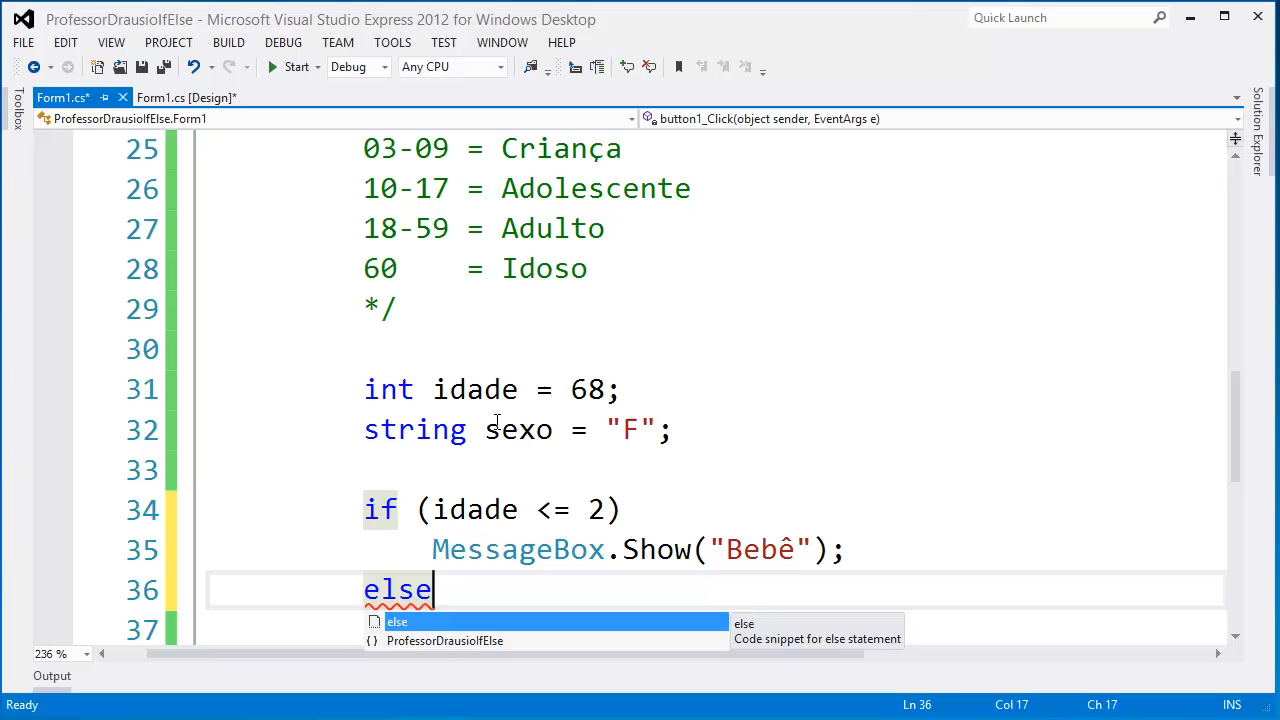 ProfessorDrausioIfElse - Microsoft Visual Studio Express 2012 for Windows Desktop
Quick Launch
FILE EDIT VIEW PROJECT BUILD DEBUG TEAM TOOLS TEST WINDOW HELP
Start Debug Any CPU
Toolbox
Form1.cs* Form1.cs [Design]*
Solution Explorer
ProfessorDrausioIfElse.Form1 button1_Click(object sender, EventArgs e)
25 03-09 = Criança
26 10-17 = Adolescente
27 18-59 = Adulto
28 60 = Idoso
29 */
30
31 int idade = 68;
32 string sexo = "F";
33
34 if (idade <= 2)
35 MessageBox.Show("Bebê");
36 else
37
else
{ } ProfessorDrausioIfElse
else
Code snippet for else statement
236 %
Output
Ready Ln 36 Col 17 Ch 17 INS